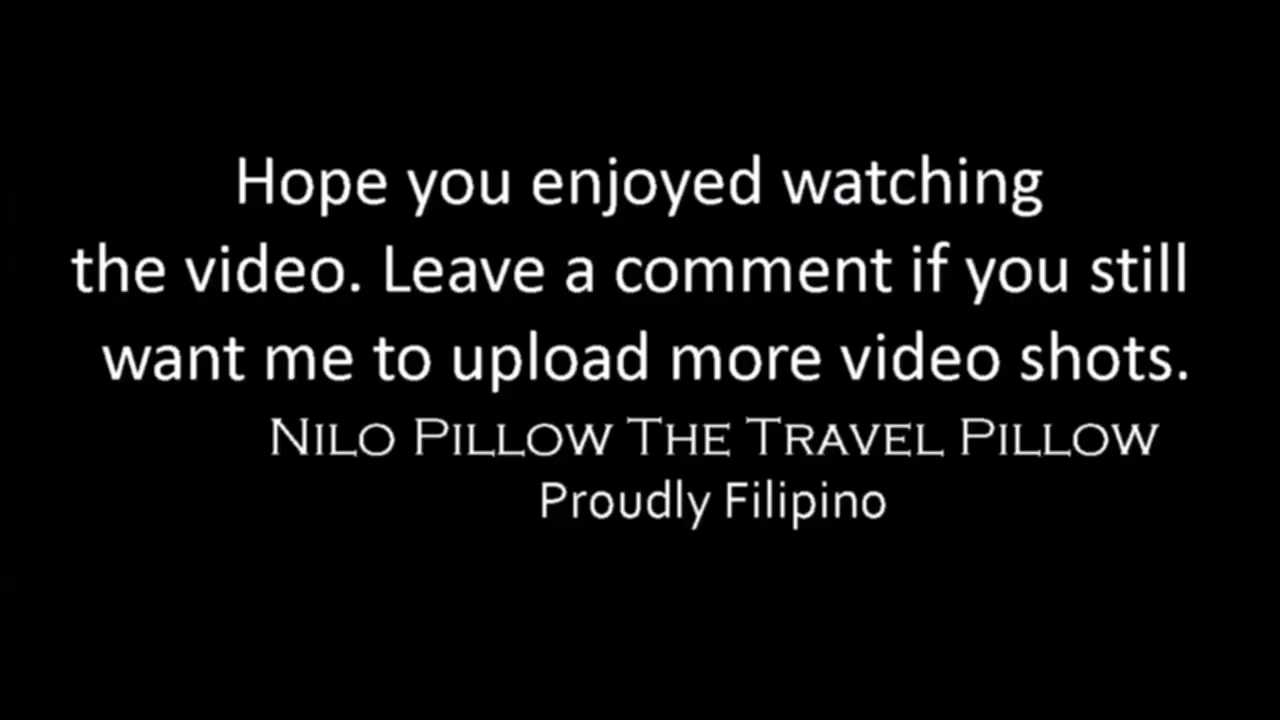 Hope you enjoyed watching
the video. Leave a comment if you still
want me to upload more video shots.
Nilo Pillow The Travel Pillow
Proudly Filipino